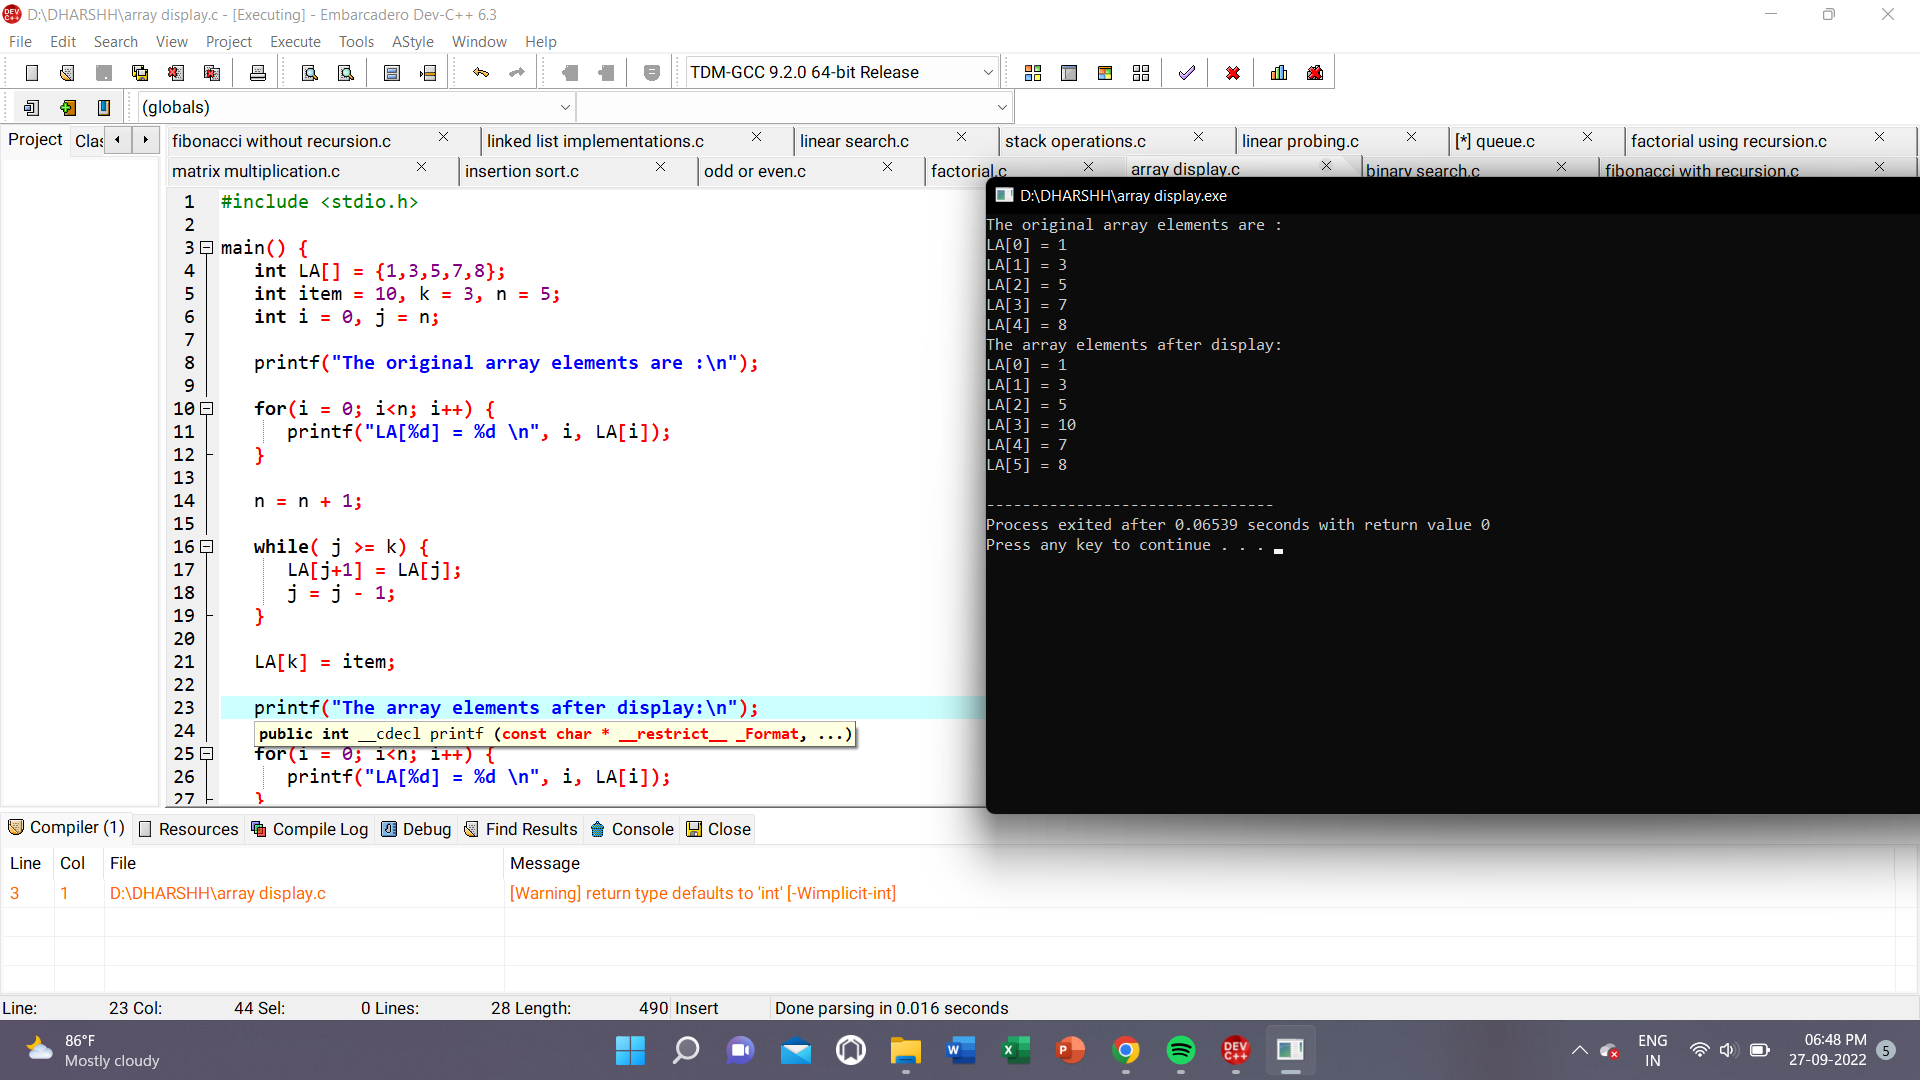 D:\DHARSHH\array display.c - [Executing] - Embarcadero Dev-C++ 6.3
File Edit Search View Project Execute Tools AStyle Window Help
TDM-GCC 9.2.0 64-bit Release
(globals)
Project Clas
fibonacci without recursion.c linked list implementations.c linear search.c stack operations.c linear probing.c [*] queue.c factorial using recursion.c
matrix multiplication.c insertion sort.c odd or even.c factorial.c array display.c binary search.c fibonacci with recursion.c
1 #include <stdio.h>
2
3 main() {
4 int LA[] = {1,3,5,7,8};
5 int item = 10, k = 3, n = 5;
6 int i = 0, j = n;
7
8 printf("The original array elements are :\n");
9
10 for(i = 0; i<n; i++) {
11 printf("LA[%d] = %d \n", i, LA[i]);
12 }
13
14 n = n + 1;
15
16 while( j >= k) {
17 LA[j+1] = LA[j];
18 j = j - 1;
19 }
20
21 LA[k] = item;
22
23 printf("The array elements after display:\n");
24
public int __cdecl printf (const char * __restrict__ _Format, ...)
25 for(i = 0; i<n; i++) {
26 printf("LA[%d] = %d \n", i, LA[i]);
27 }
D:\DHARSHH\array display.exe
The original array elements are :
LA[0] = 1
LA[1] = 3
LA[2] = 5
LA[3] = 7
LA[4] = 8
The array elements after display:
LA[0] = 1
LA[1] = 3
LA[2] = 5
LA[3] = 10
LA[4] = 7
LA[5] = 8
--------------------------------
Process exited after 0.06539 seconds with return value 0
Press any key to continue . . .
Compiler (1) Resources Compile Log Debug Find Results Console Close
Line Col File Message
3 1 D:\DHARSHH\array display.c [Warning] return type defaults to 'int' [-Wimplicit-int]
Line: 23 Col: 44 Sel: 0 Lines: 28 Length: 490 Insert Done parsing in 0.016 seconds
86°F
Mostly cloudy
DEV
C++
ENG
IN
06:48 PM
27-09-2022
5